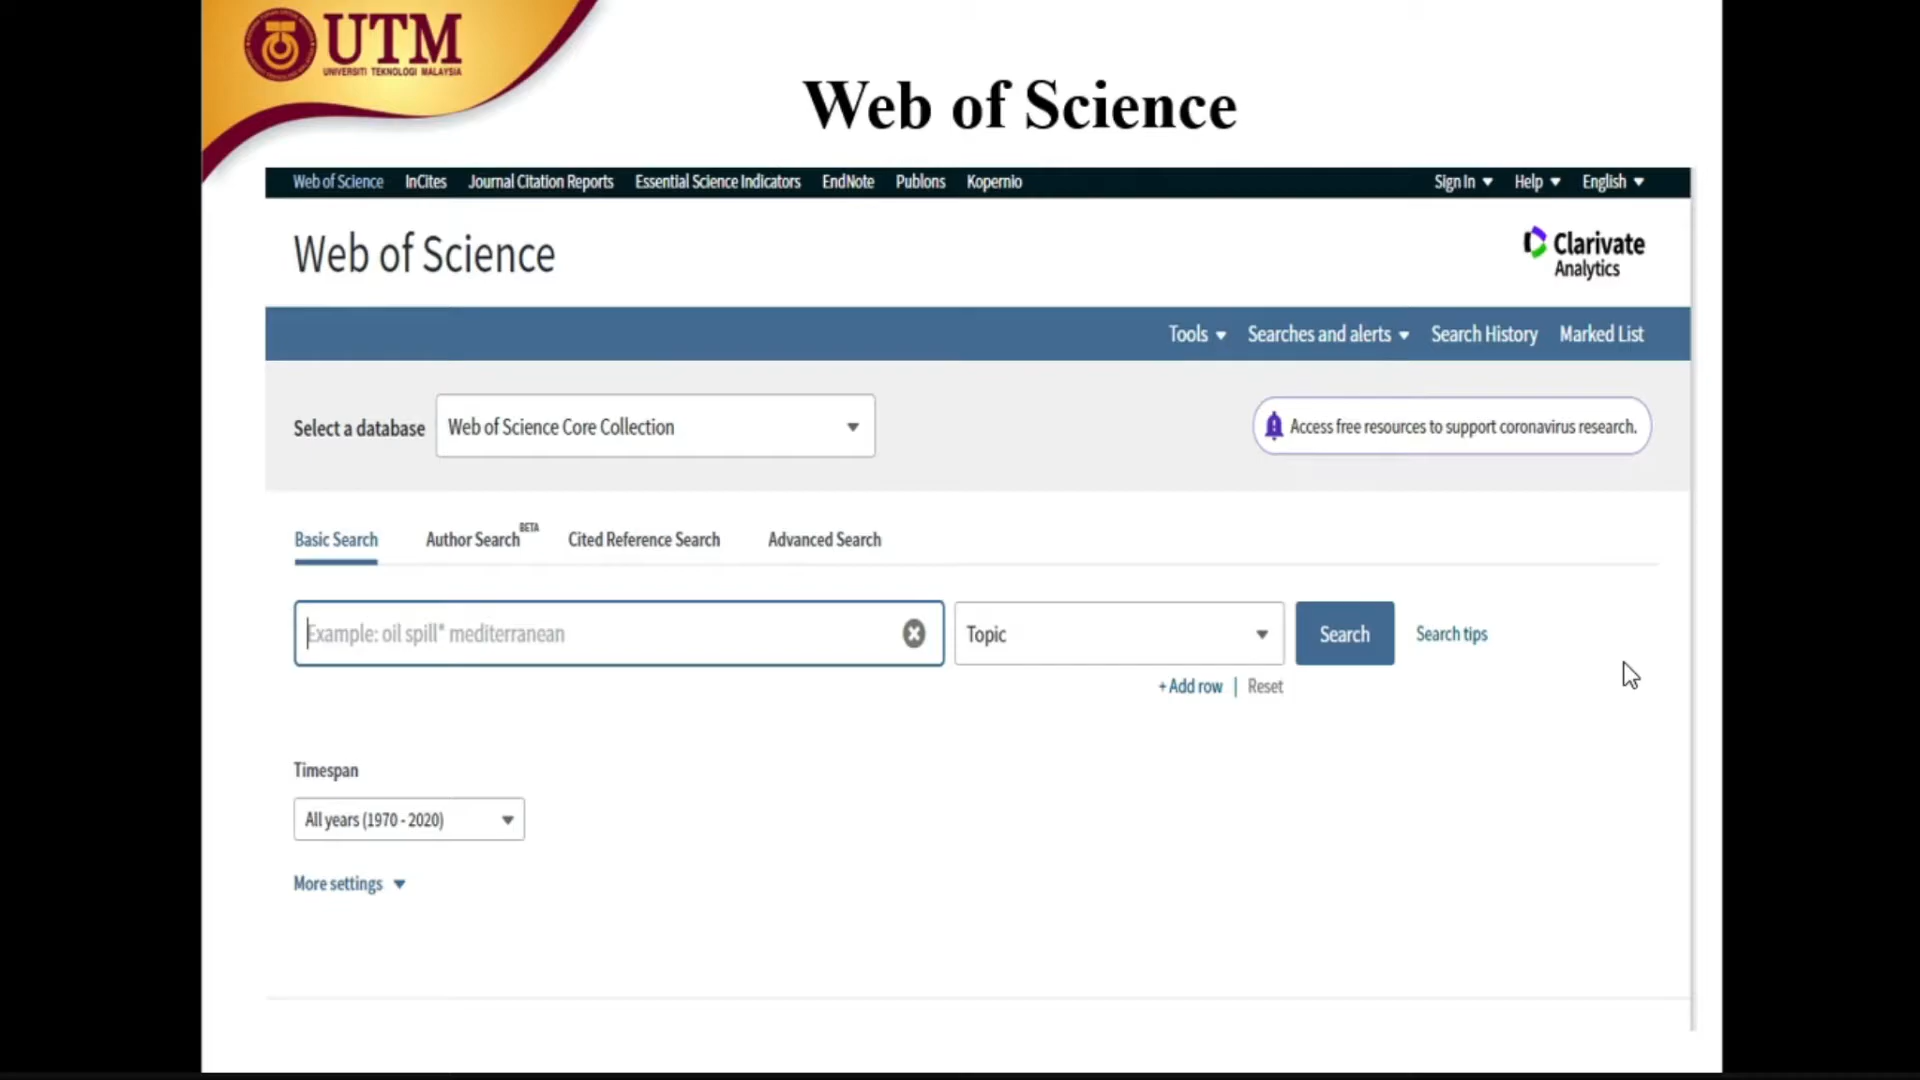 UTM
UNIVERSITI TEKNOLOGI MALAYSIA
Web of Science
Web of Science InCites Journal Citation Reports Essential Science Indicators EndNote Publons Kopernio Sign In Help English
Web of Science
Clarivate
Analytics
Tools Searches and alerts Search History Marked List
Select a database Web of Science Core Collection Access free resources to support coronavirus research.
Basic Search Author Search BETA Cited Reference Search Advanced Search
Example: oil spill* mediterranean Topic Search Search tips
+ Add row | Reset
Timespan
All years (1970 - 2020)
More settings